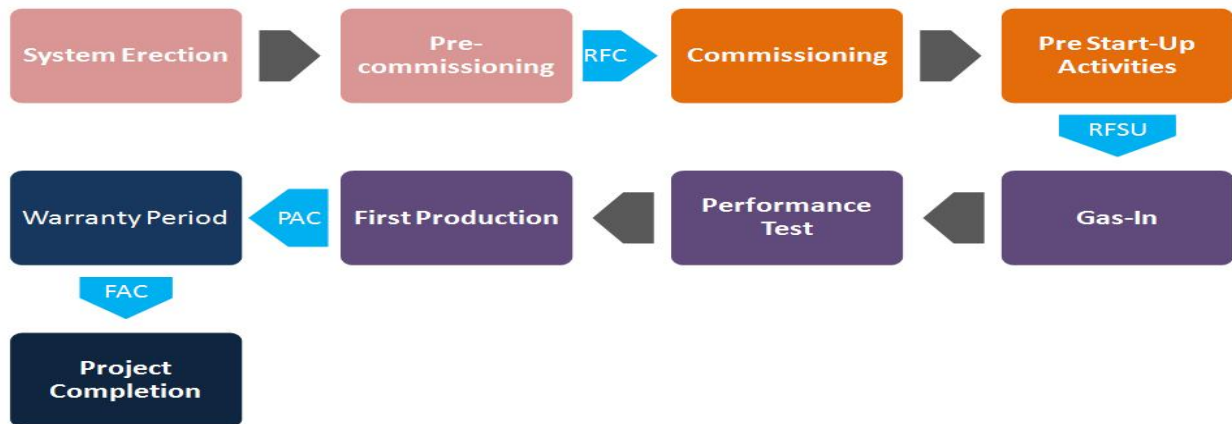 System Erection
Pre-
commissioning
RFC
Commissioning
Pre Start-Up
Activities
RFSU
Gas-In
Performance
Test
First Production
PAC
Warranty Period
FAC
Project
Completion